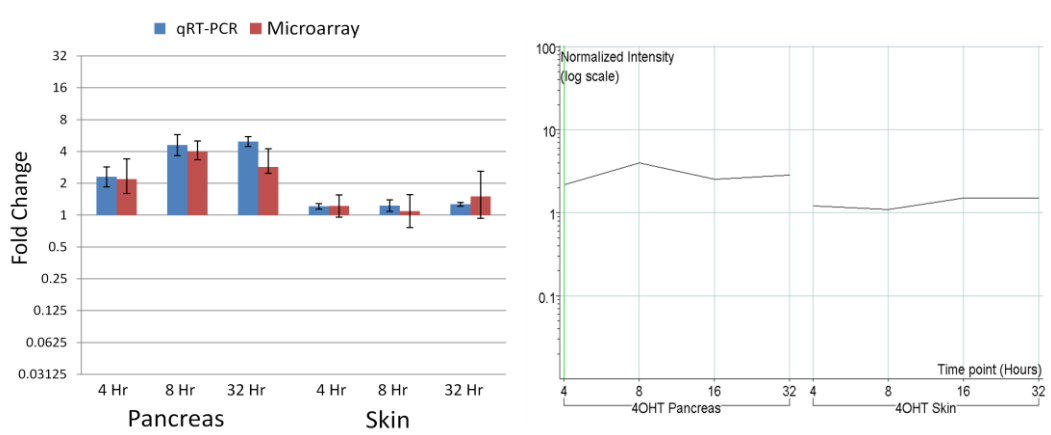 qRT-PCR Microarray
Fold Change
32
16
8
4
2
1
0.5
0.25
0.125
0.0625
0.03125
4 Hr 8 Hr 32 Hr 4 Hr 8 Hr 32 Hr
Pancreas Skin
Normalized Intensity
(log scale)
100
10
1
0.1
Time point (Hours)
4 8 16 32 4 8 16 32
4OHT Pancreas 4OHT Skin